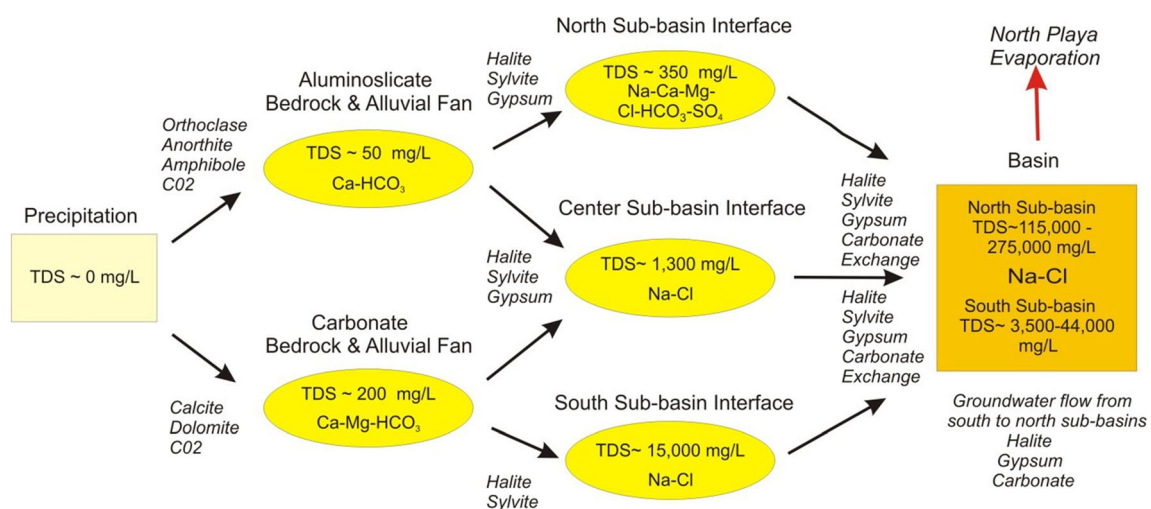 North Sub-basin Interface
North Playa
Evaporation
Halite
Sylvite
Gypsum
TDS ~ 350 mg/L
Na-Ca-Mg-
Cl-HCO₃-SO₄
Aluminoslicate
Bedrock & Alluvial Fan
Orthoclase
Anorthite
Amphibole
C02
TDS ~ 50 mg/L
Ca-HCO₃
Basin
Halite
Sylvite
Gypsum
Carbonate
Exchange
Precipitation
TDS ~ 0 mg/L
Center Sub-basin Interface
Halite
Sylvite
Gypsum
TDS~ 1,300 mg/L
Na-Cl
North Sub-basin
TDS~115,000 -
275,000 mg/L
Na-Cl
South Sub-basin
TDS~ 3,500-44,000
mg/L
Halite
Sylvite
Gypsum
Carbonate
Exchange
Carbonate
Bedrock & Alluvial Fan
TDS ~ 200 mg/L
Ca-Mg-HCO₃
Calcite
Dolomite
C02
South Sub-basin Interface
TDS~ 15,000 mg/L
Na-Cl
Halite
Sylvite
Groundwater flow from
south to north sub-basins
Halite
Gypsum
Carbonate